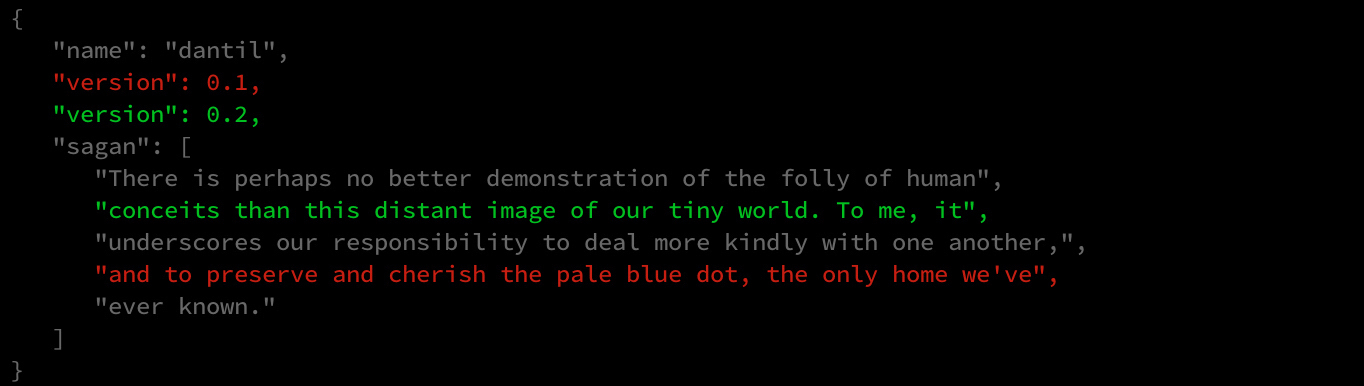 {
"name": "dantil",
"version": 0.1,
"version": 0.2,
"sagan": [
"There is perhaps no better demonstration of the folly of human",
"conceits than this distant image of our tiny world. To me, it",
"underscores our responsibility to deal more kindly with one another,",
"and to preserve and cherish the pale blue dot, the only home we've",
"ever known."
]
}